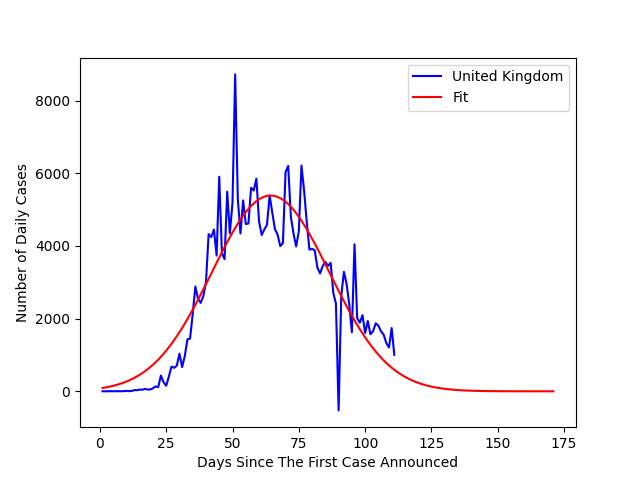 United Kingdom
Fit
8000
6000
4000
2000
0
Number of Daily Cases
0 25 50 75 100 125 150 175
Days Since The First Case Announced